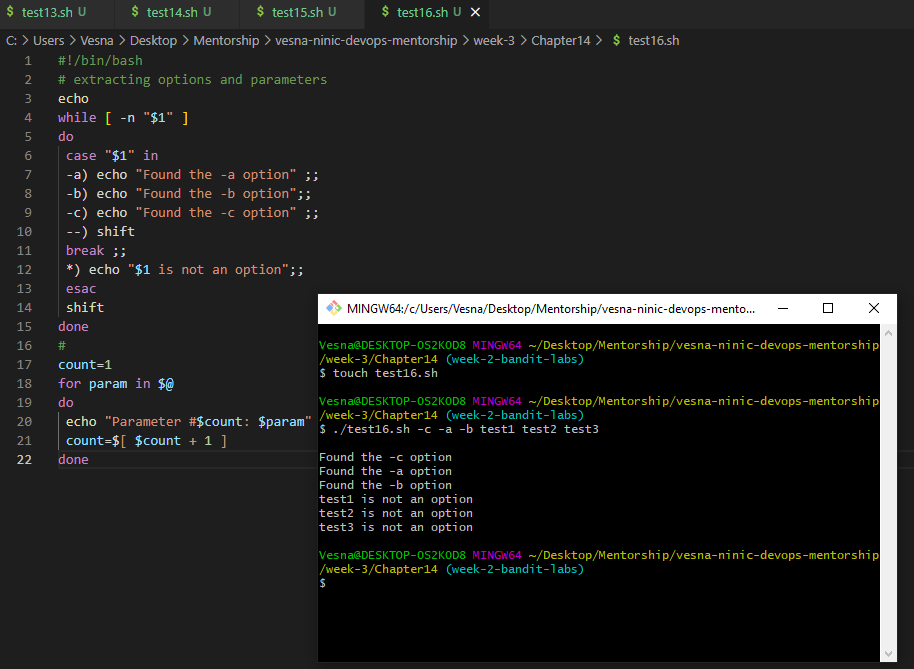 $ test13.sh U $ test14.sh U $ test15.sh U $ test16.sh U
C: > Users > Vesna > Desktop > Mentorship > vesna-ninic-devops-mentorship > week-3 > Chapter14 > $ test16.sh
1 #!/bin/bash
2 # extracting options and parameters
3 echo
4 while [ -n "$1" ]
5 do
6 case "$1" in
7 -a) echo "Found the -a option" ;;
8 -b) echo "Found the -b option";;
9 -c) echo "Found the -c option" ;;
10 --) shift
11 break ;;
12 *) echo "$1 is not an option";;
13 esac
14 shift
15 done
16 #
17 count=1
18 for param in $@
19 do
20 echo "Parameter #$count: $param"
21 count=$[ $count + 1 ]
22 done
MINGW64:/c/Users/Vesna/Desktop/Mentorship/vesna-ninic-devops-mento...
Vesna@DESKTOP-OS2KOD8 MINGW64 ~/Desktop/Mentorship/vesna-ninic-devops-mentorship
/week-3/Chapter14 (week-2-bandit-labs)
$ touch test16.sh
Vesna@DESKTOP-OS2KOD8 MINGW64 ~/Desktop/Mentorship/vesna-ninic-devops-mentorship
/week-3/Chapter14 (week-2-bandit-labs)
$ ./test16.sh -c -a -b test1 test2 test3
Found the -c option
Found the -a option
Found the -b option
test1 is not an option
test2 is not an option
test3 is not an option
Vesna@DESKTOP-OS2KOD8 MINGW64 ~/Desktop/Mentorship/vesna-ninic-devops-mentorship
/week-3/Chapter14 (week-2-bandit-labs)
$